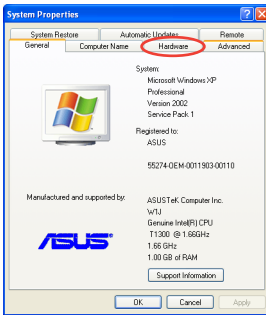 System Properties
System Restore Automatic Updates Remote
General Computer Name Hardware Advanced
System:
Microsoft Windows XP
Professional
Version 2002
Service Pack 1
Registered to:
ASUS
55274-OEM-0011903-00110
Manufactured and supported by:
ASUSTeK Computer Inc.
W1J
Genuine Intel(R) CPU
T1300 @ 1.66GHz
1.66 GHz
1.00 GB of RAM
ASUS
Support Information
OK Cancel Apply